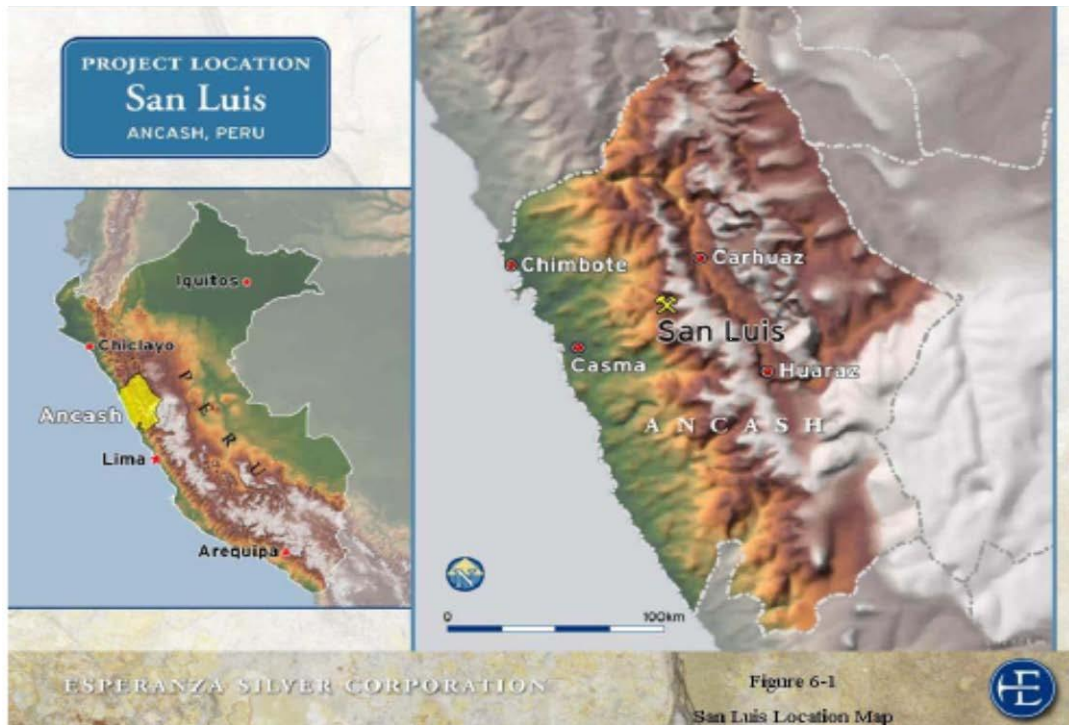 PROJECT LOCATION
San Luis
ANCASH, PERU
Iquitos
Chiclayo
PERU
Ancash
Lima
Arequipa
Chimbote
Carhuaz
San Luis
Casma
Huaraz
ANCASH
N
0 100km
ESPERANZA SILVER CORPORATION
Figure 6-1
San Luis Location Map
E